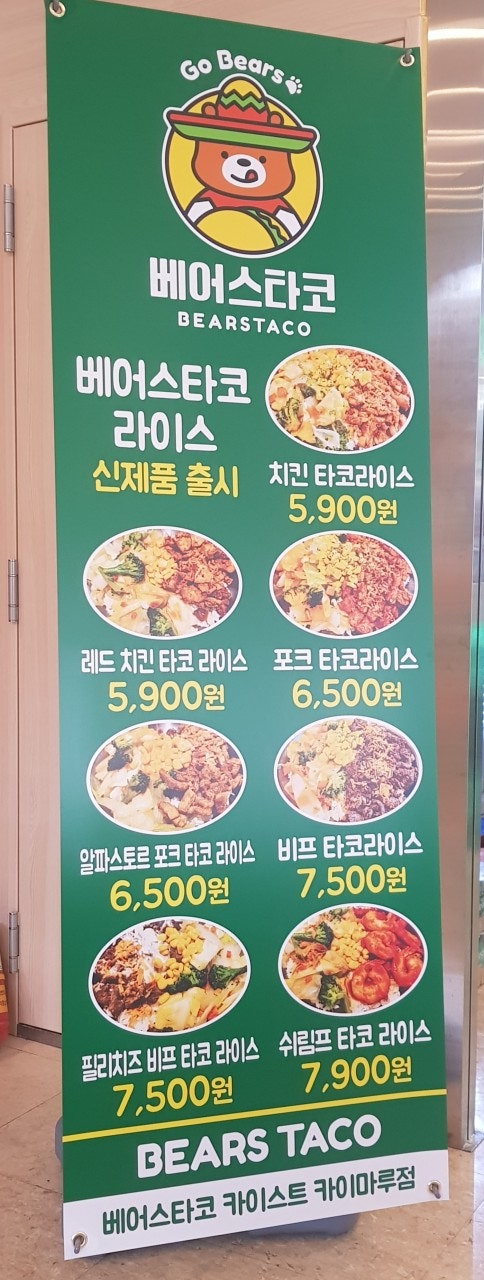 Go Bears
베어스타코
BEARSTACO
베어스타코
라이스
신제품 출시
치킨 타코라이스
5,900원
레드 치킨 타코 라이스
5,900원
포크 타코라이스
6,500원
알파스토르 포크 타코 라이스
6,500원
비프 타코라이스
7,500원
필리치즈 비프 타코 라이스
7,500원
쉬림프 타코 라이스
7,900원
BEARS TACO
베어스타코 카이스트 카이마루점